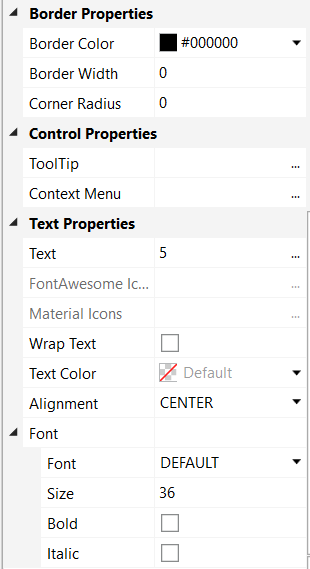 Border Properties
Border Color #000000
Border Width 0
Corner Radius 0
Control Properties
ToolTip ...
Context Menu ...
Text Properties
Text 5 ...
FontAwesome Ic... ...
Material Icons ...
Wrap Text
Text Color Default
Alignment CENTER
Font
Font DEFAULT
Size 36
Bold
Italic